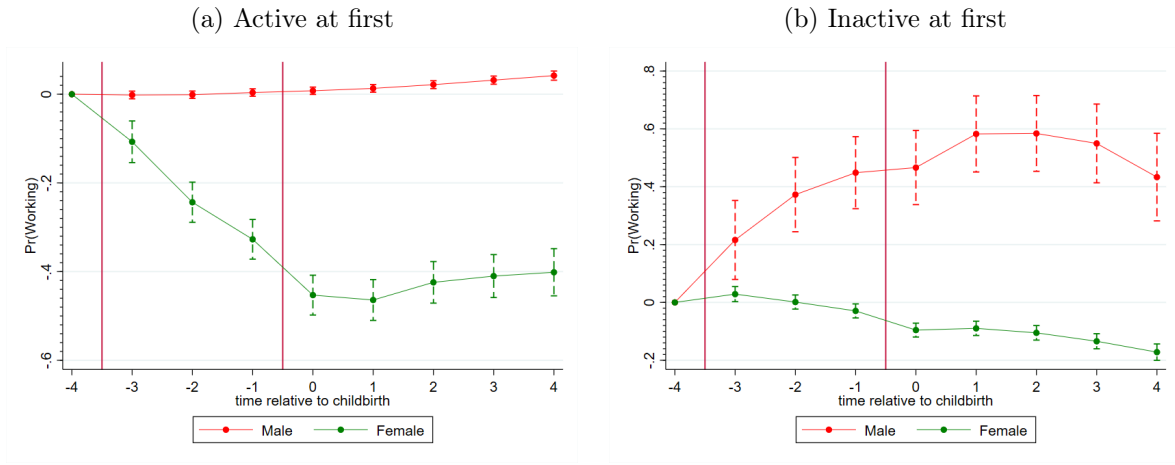 (a) Active at first
Pr(Working)
0
-.2
-.4
-.6
-4 -3 -2 -1 0 1 2 3 4
time relative to childbirth
Male Female
(b) Inactive at first
Pr(Working)
.8
.6
.4
.2
0
-.2
-4 -3 -2 -1 0 1 2 3 4
time relative to childbirth
Male Female